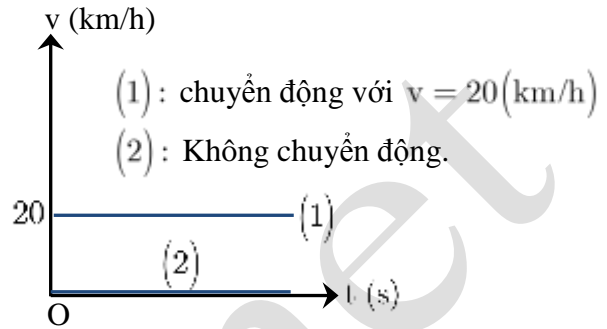 v (km/h)
(1): chuyển động với v = 20(km/h)
(2): Không chuyển động.
20
(1)
(2)
t (s)
O